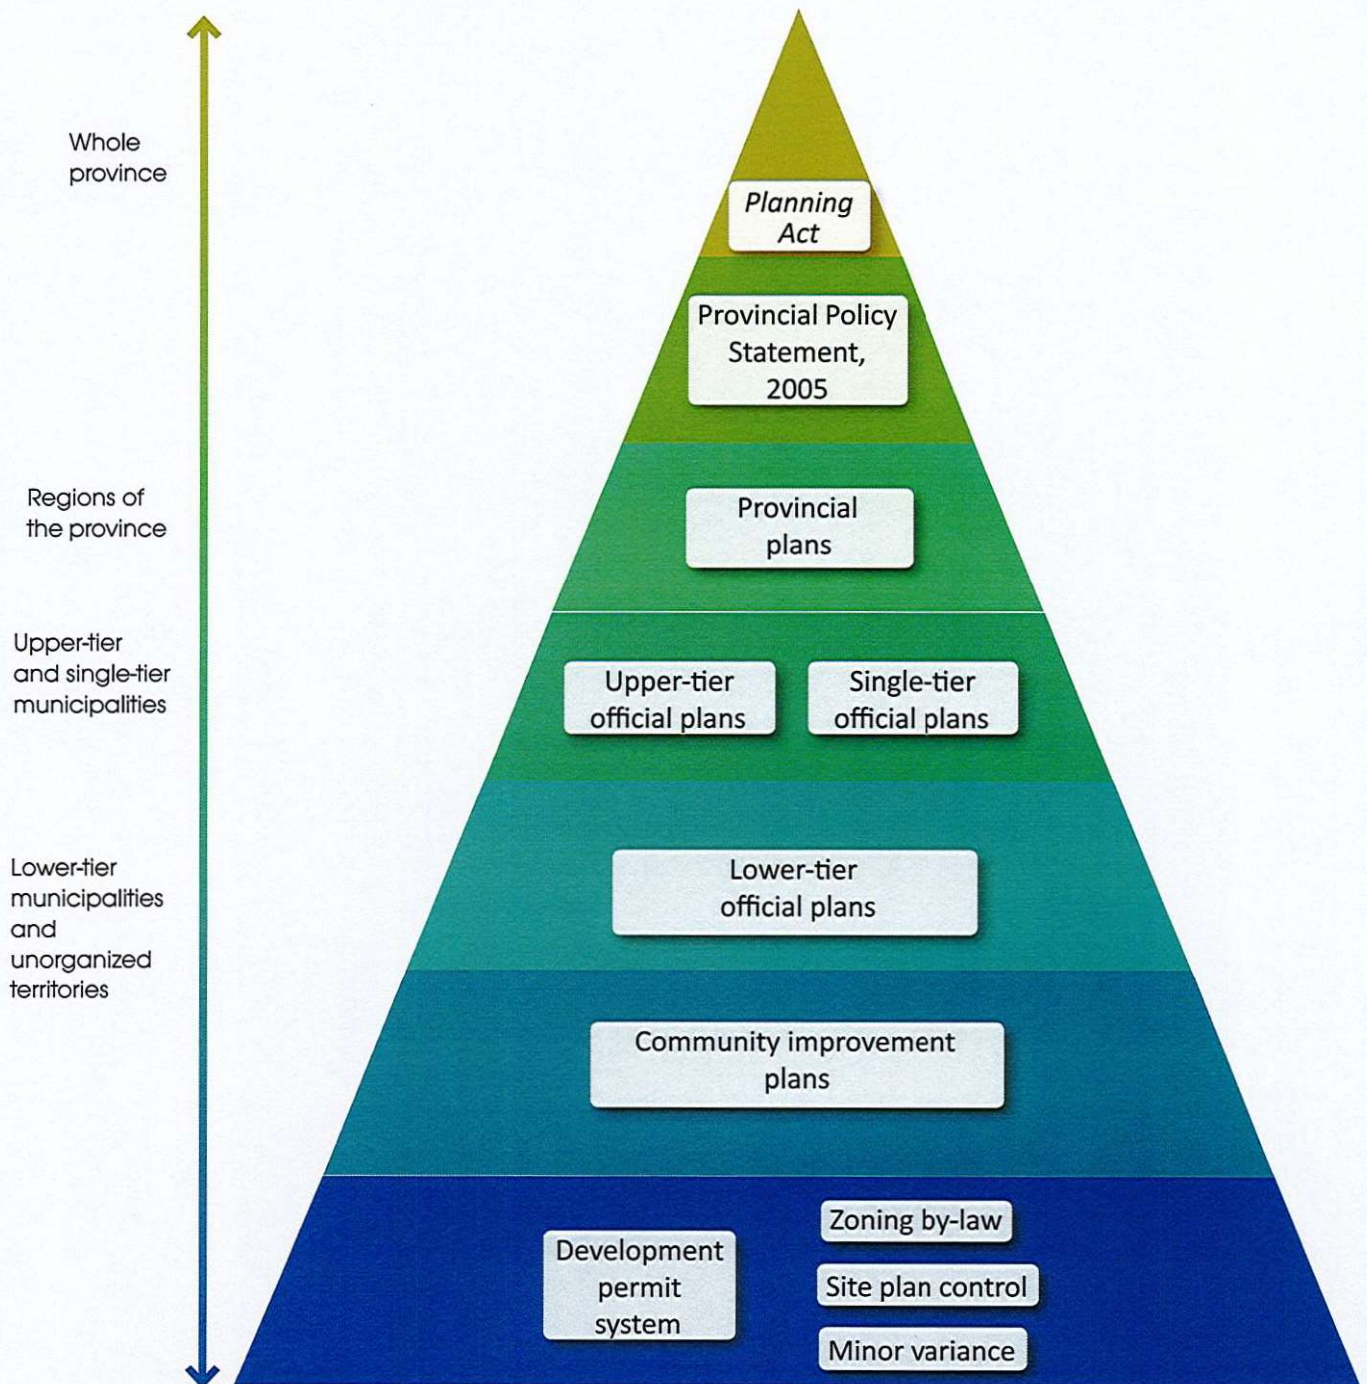 Whole
province
Planning
Act
Provincial Policy
Statement,
2005
Regions of
the province
Provincial
plans
Upper-tier
and single-tier
municipalities
Upper-tier
official plans
Single-tier
official plans
Lower-tier
municipalities
and
unorganized
territories
Lower-tier
official plans
Community improvement
plans
Development
permit
system
Zoning by-law
Site plan control
Minor variance